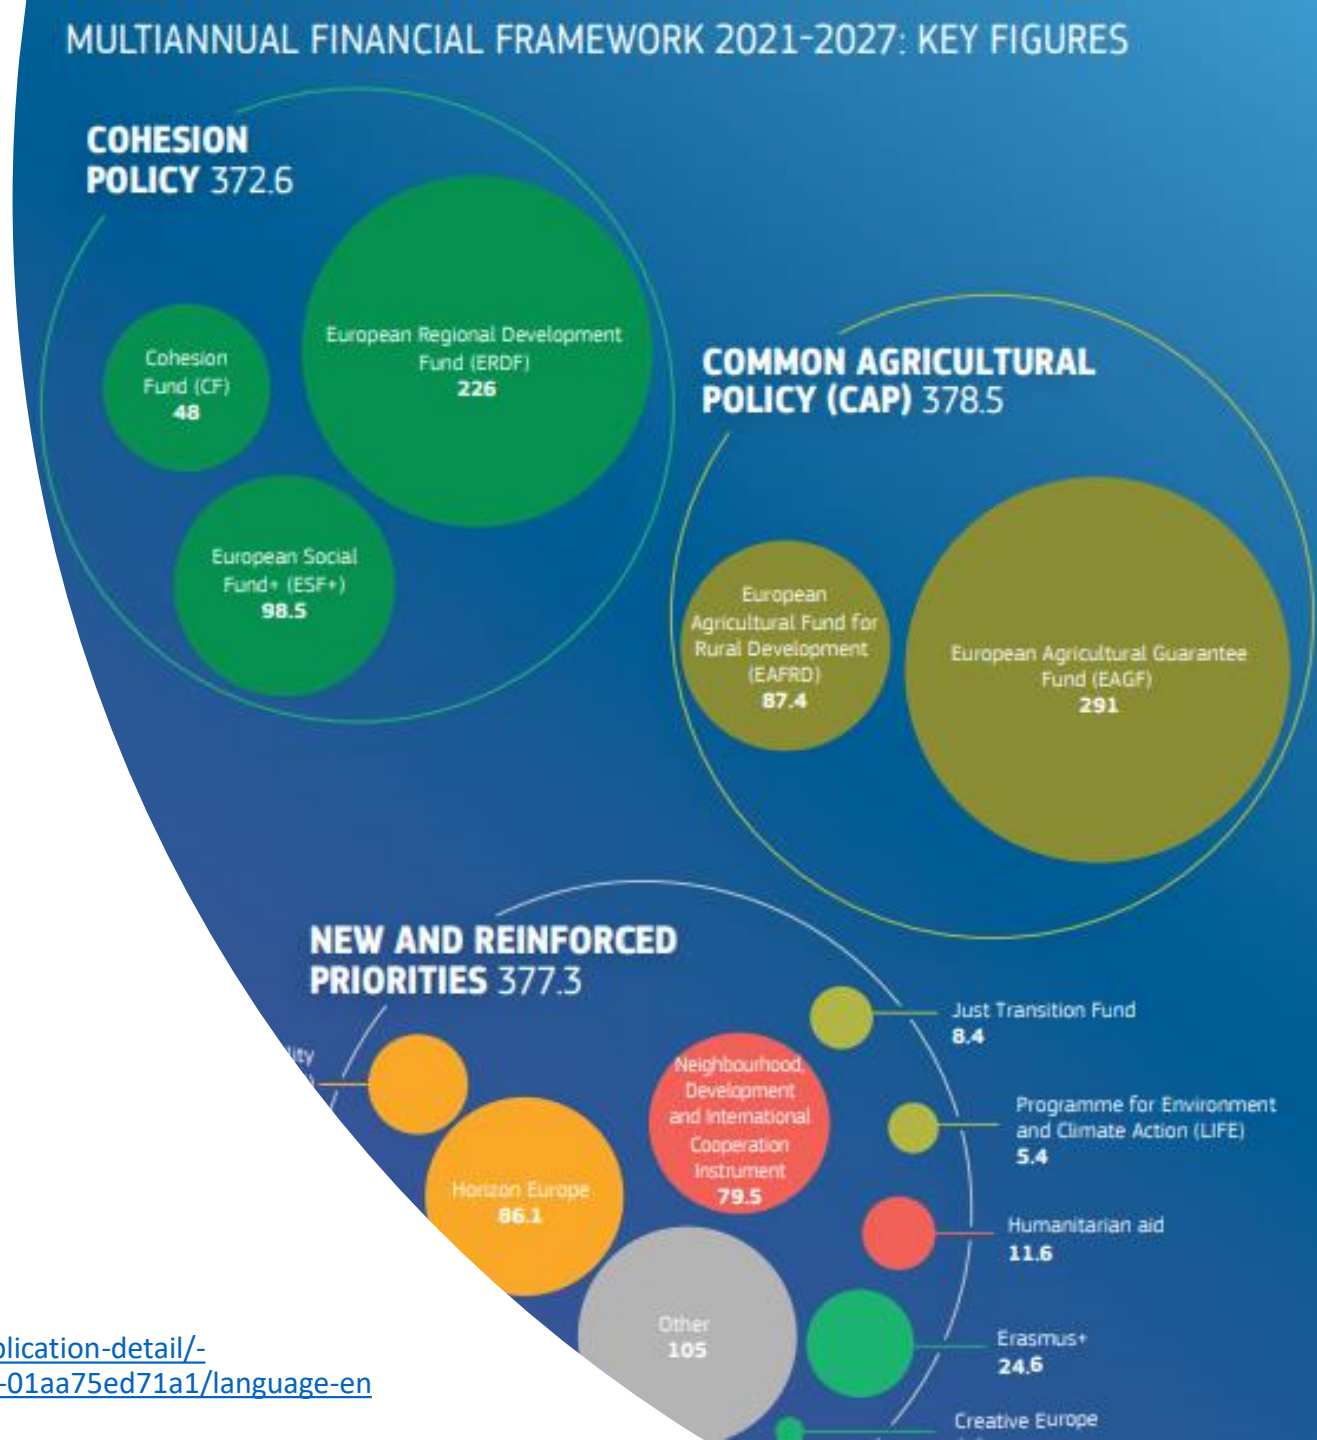 MULTIANNUAL FINANCIAL FRAMEWORK 2021-2027: KEY FIGURES
COHESION
POLICY 372.6
European Regional Development
Fund (ERDF)
226
Cohesion
Fund (CF)
48
European Social
Fund+ (ESF+)
98.5
COMMON AGRICULTURAL
POLICY (CAP) 378.5
European
Agricultural Fund for
Rural Development
(EAFRD)
87.4
European Agricultural Guarantee
Fund (EAGF)
291
NEW AND REINFORCED
PRIORITIES 377.3
Just Transition Fund
8.4
Neighbourhood,
Development
and International
Cooperation
Instrument
79.5
Programme for Environment
and Climate Action (LIFE)
5.4
Horizon Europe
86.1
Humanitarian aid
11.6
Other
105
Erasmus+
24.6
Creative Europe
blication-detail/-
-01aa75ed71a1/language-en